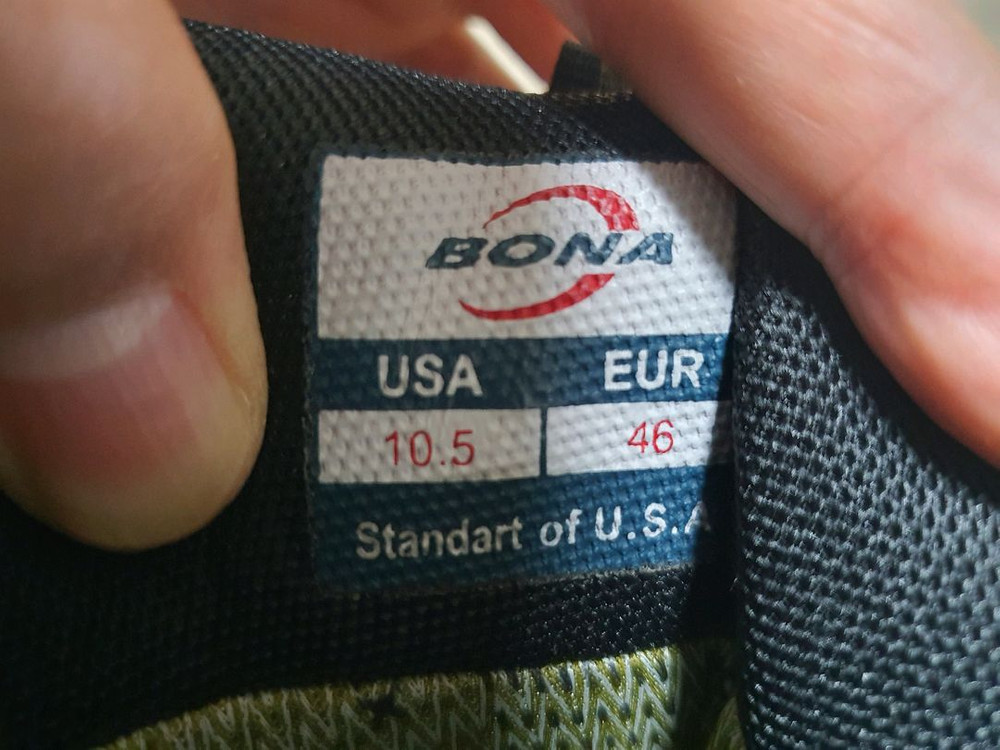 BONA
USA EUR
10.5 46
Standart of U.S.A